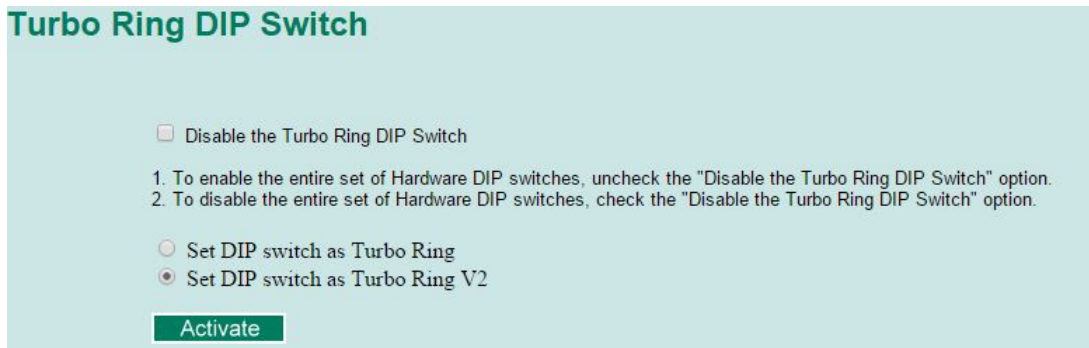 Turbo Ring DIP Switch
Disable the Turbo Ring DIP Switch
1. To enable the entire set of Hardware DIP switches, uncheck the "Disable the Turbo Ring DIP Switch" option.
2. To disable the entire set of Hardware DIP switches, check the "Disable the Turbo Ring DIP Switch" option.
Set DIP switch as Turbo Ring
Set DIP switch as Turbo Ring V2
Activate